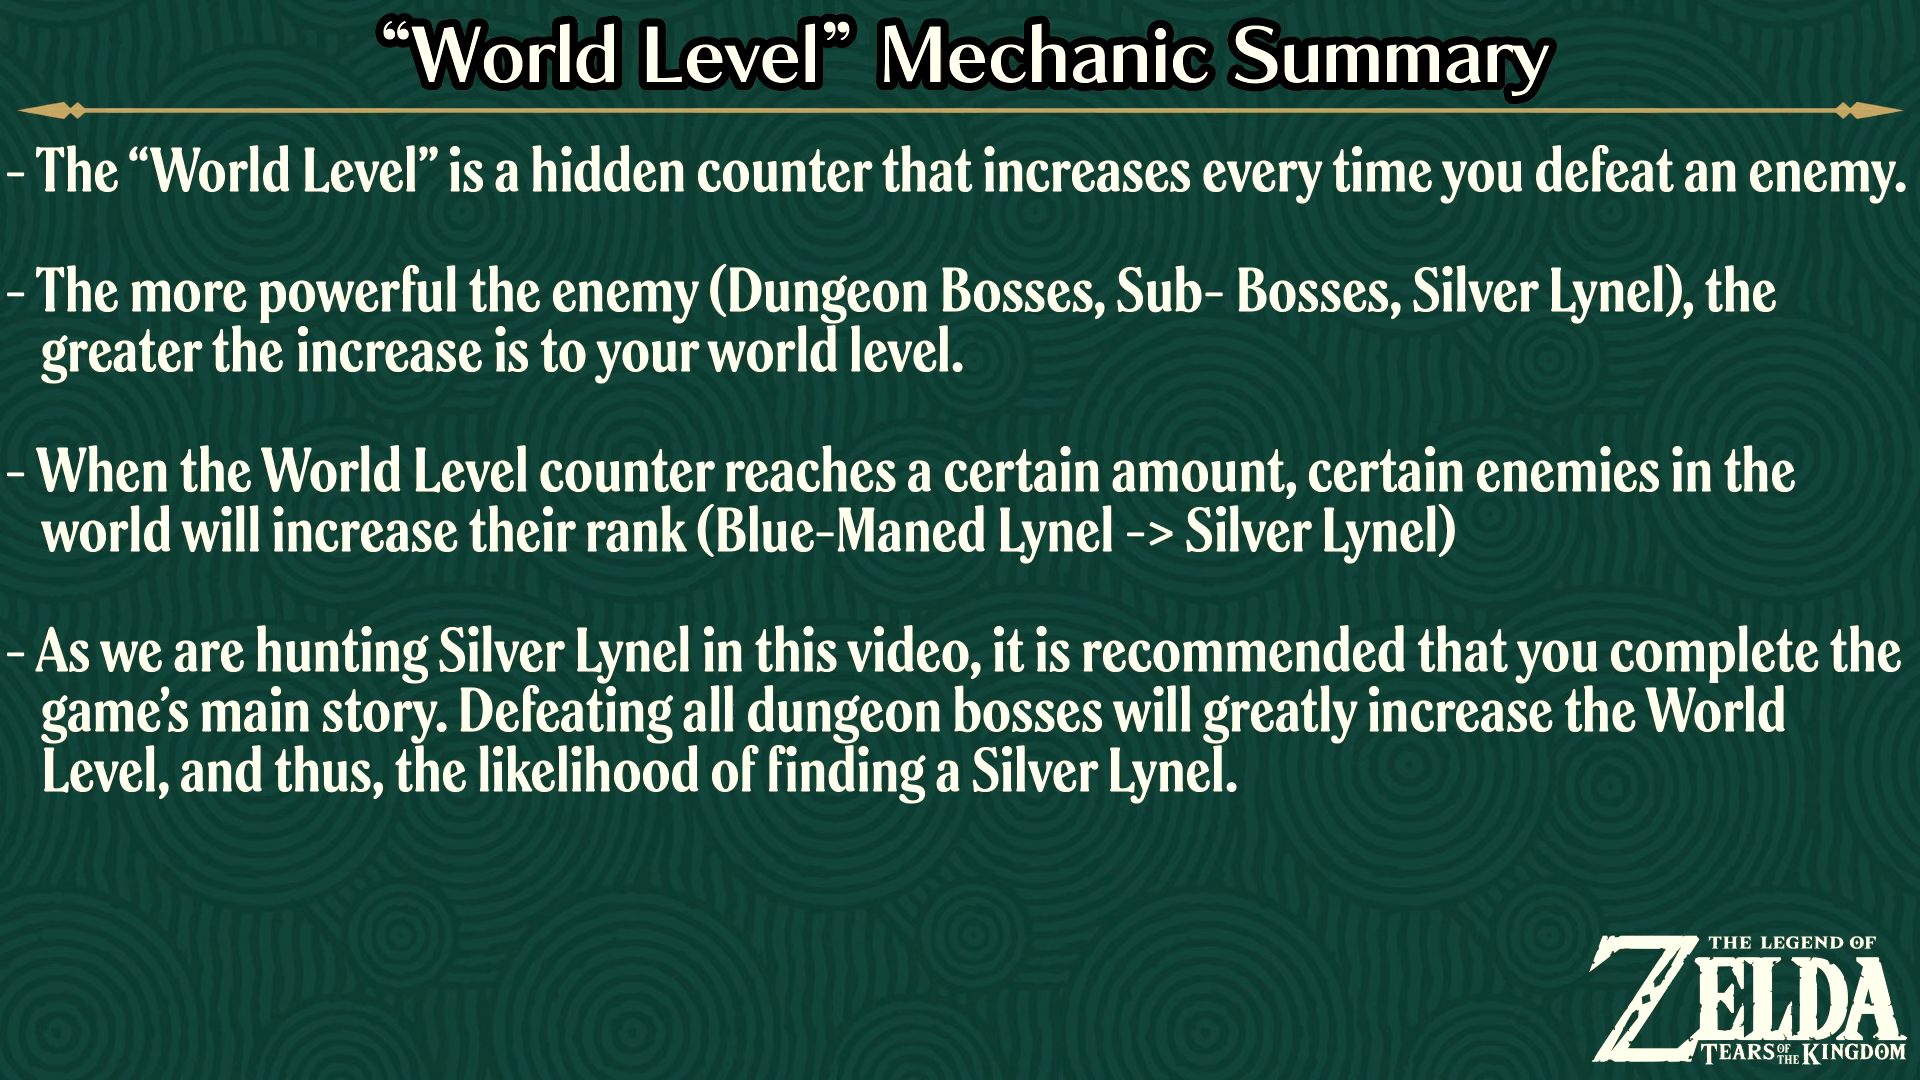 “World Level” Mechanic Summary
- The “World Level” is a hidden counter that increases every time you defeat an enemy.
- The more powerful the enemy (Dungeon Bosses, Sub- Bosses, Silver Lynel), the
greater the increase is to your world level.
- When the World Level counter reaches a certain amount, certain enemies in the
world will increase their rank (Blue-Maned Lynel -> Silver Lynel)
- As we are hunting Silver Lynel in this video, it is recommended that you complete the
game’s main story. Defeating all dungeon bosses will greatly increase the World
Level, and thus, the likelihood of finding a Silver Lynel.
THE LEGEND OF
ZELDA
TEARS OF THE KINGDOM